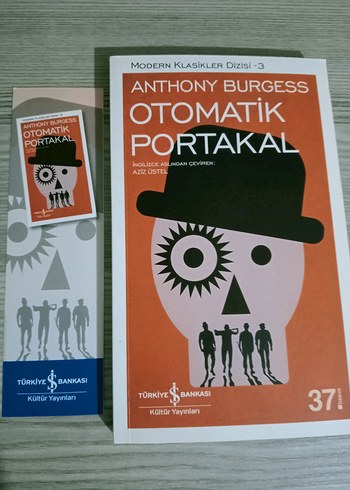 MODERN KLASİKLER DİZİSİ -3
ANTHONY BURGESS
OTOMATİK
PORTAKAL
İNGİLİZCE ASLINDAN ÇEVİREN:
AZİZ ÜSTEL
TÜRKİYE İŞ BANKASI
Kültür Yayınları
37
ANTHONY BURGESS
OTOMATİK
PORTAKAL
TÜRKİYE İŞ BANKASI
Kültür Yayınları